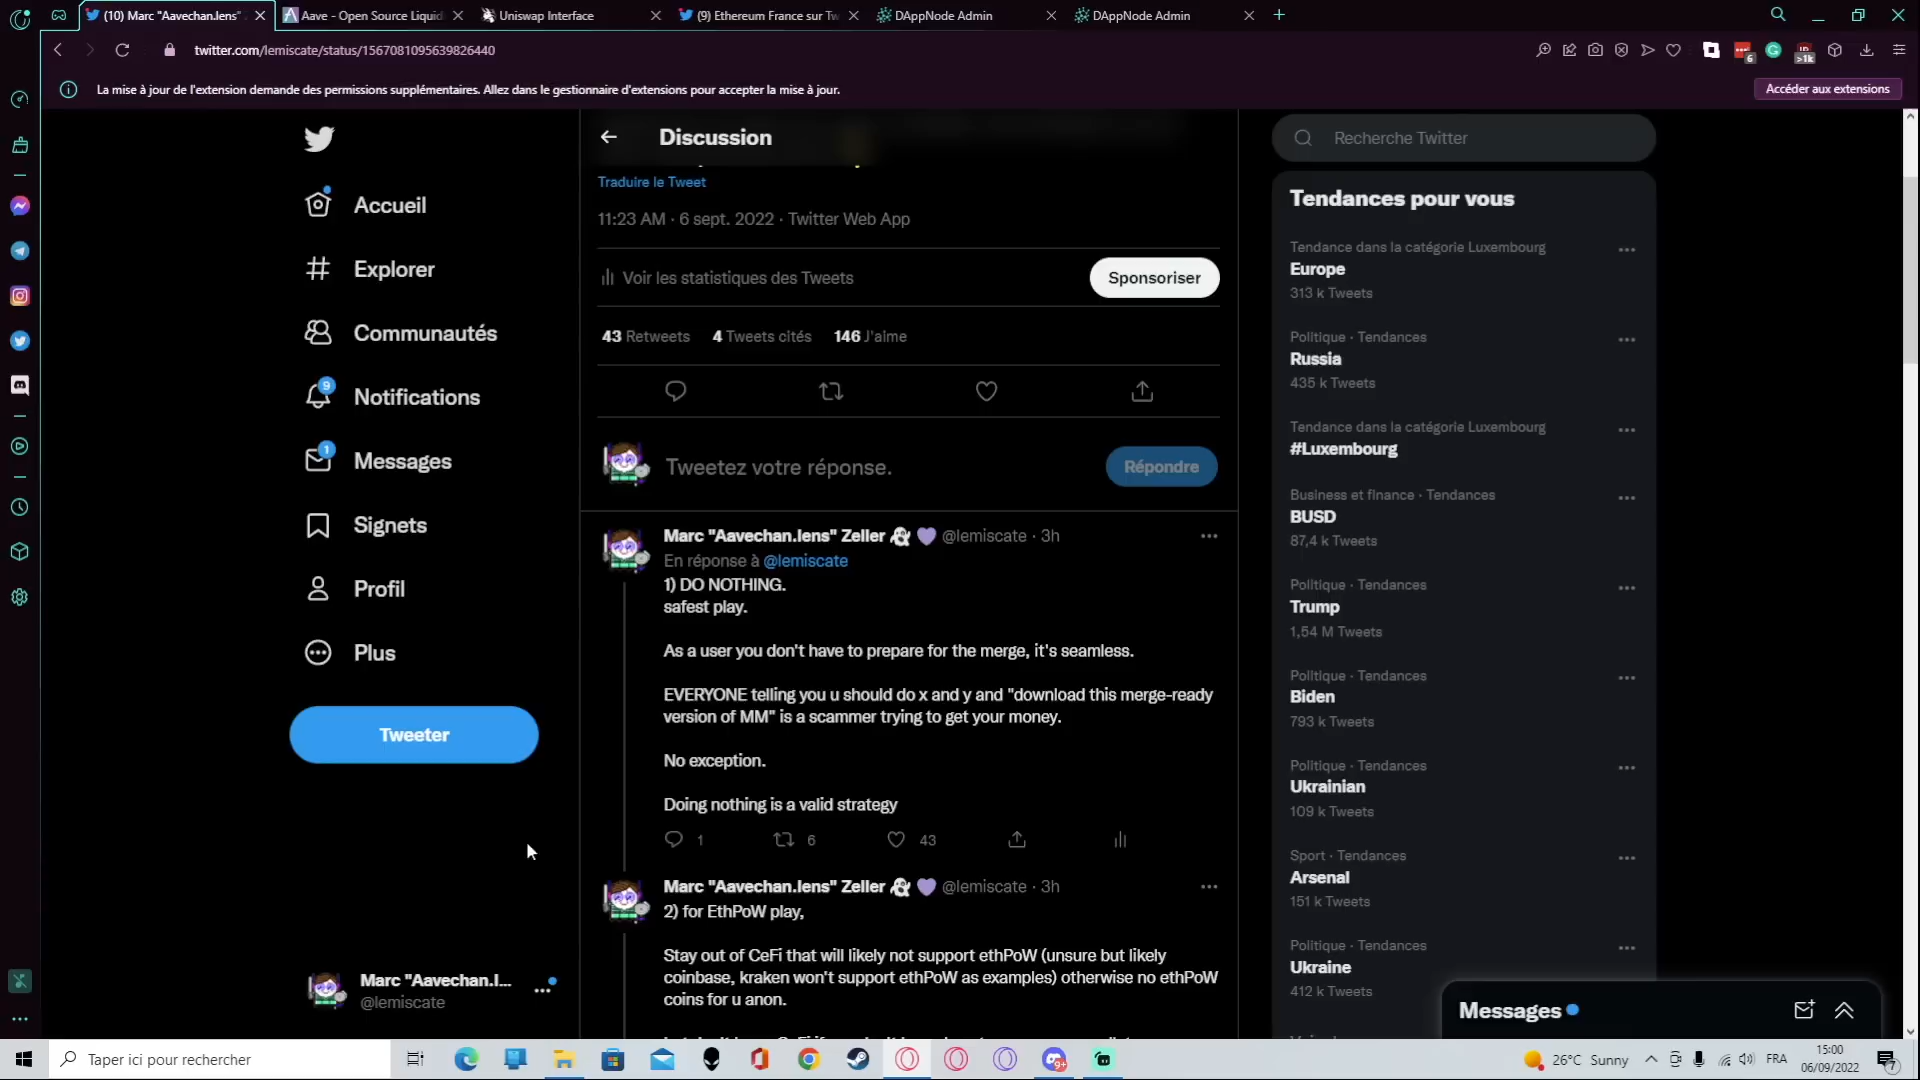 (10) Marc "Aavechan.lens"
Aave - Open Source Liquid
Uniswap Interface
(9) Ethereum France sur Tw
DAppNode Admin
DAppNode Admin
twitter.com/lemiscate/status/1567081095639826440
6
>1k
La mise à jour de l'extension demande des permissions supplémentaires. Allez dans le gestionnaire d'extensions pour accepter la mise à jour.
Accéder aux extensions
Accueil
Explorer
Communautés
9
Notifications
1
Messages
Signets
Profil
Plus
Tweeter
Marc "Aavechan.l...
@lemiscate
Discussion
Traduire le Tweet
11:23 AM · 6 sept. 2022 · Twitter Web App
Voir les statistiques des Tweets
Sponsoriser
43 Retweets 4 Tweets cités 146 J'aime
Tweetez votre réponse.
Répondre
Marc "Aavechan.lens" Zeller 👻 💜 @lemiscate · 3h
En réponse à @lemiscate
1) DO NOTHING.
safest play.
As a user you don't have to prepare for the merge, it's seamless.
EVERYONE telling you u should do x and y and "download this merge-ready
version of MM" is a scammer trying to get your money.
No exception.
Doing nothing is a valid strategy
1 6 43
Marc "Aavechan.lens" Zeller 👻 💜 @lemiscate · 3h
2) for EthPoW play,
Stay out of CeFi that will likely not support ethPoW (unsure but likely
coinbase, kraken won't support ethPoW as examples) otherwise no ethPoW
coins for u anon.
Recherche Twitter
Tendances pour vous
Tendance dans la catégorie Luxembourg
Europe
313 k Tweets
Politique · Tendances
Russia
435 k Tweets
Tendance dans la catégorie Luxembourg
#Luxembourg
Business et finance · Tendances
BUSD
87,4 k Tweets
Politique · Tendances
Trump
1,54 M Tweets
Politique · Tendances
Biden
793 k Tweets
Politique · Tendances
Ukrainian
109 k Tweets
Sport · Tendances
Arsenal
151 k Tweets
Politique · Tendances
Ukraine
412 k Tweets
Messages
Taper ici pour rechercher
9+
26°C Sunny
FRA
15:00
06/09/2022
7